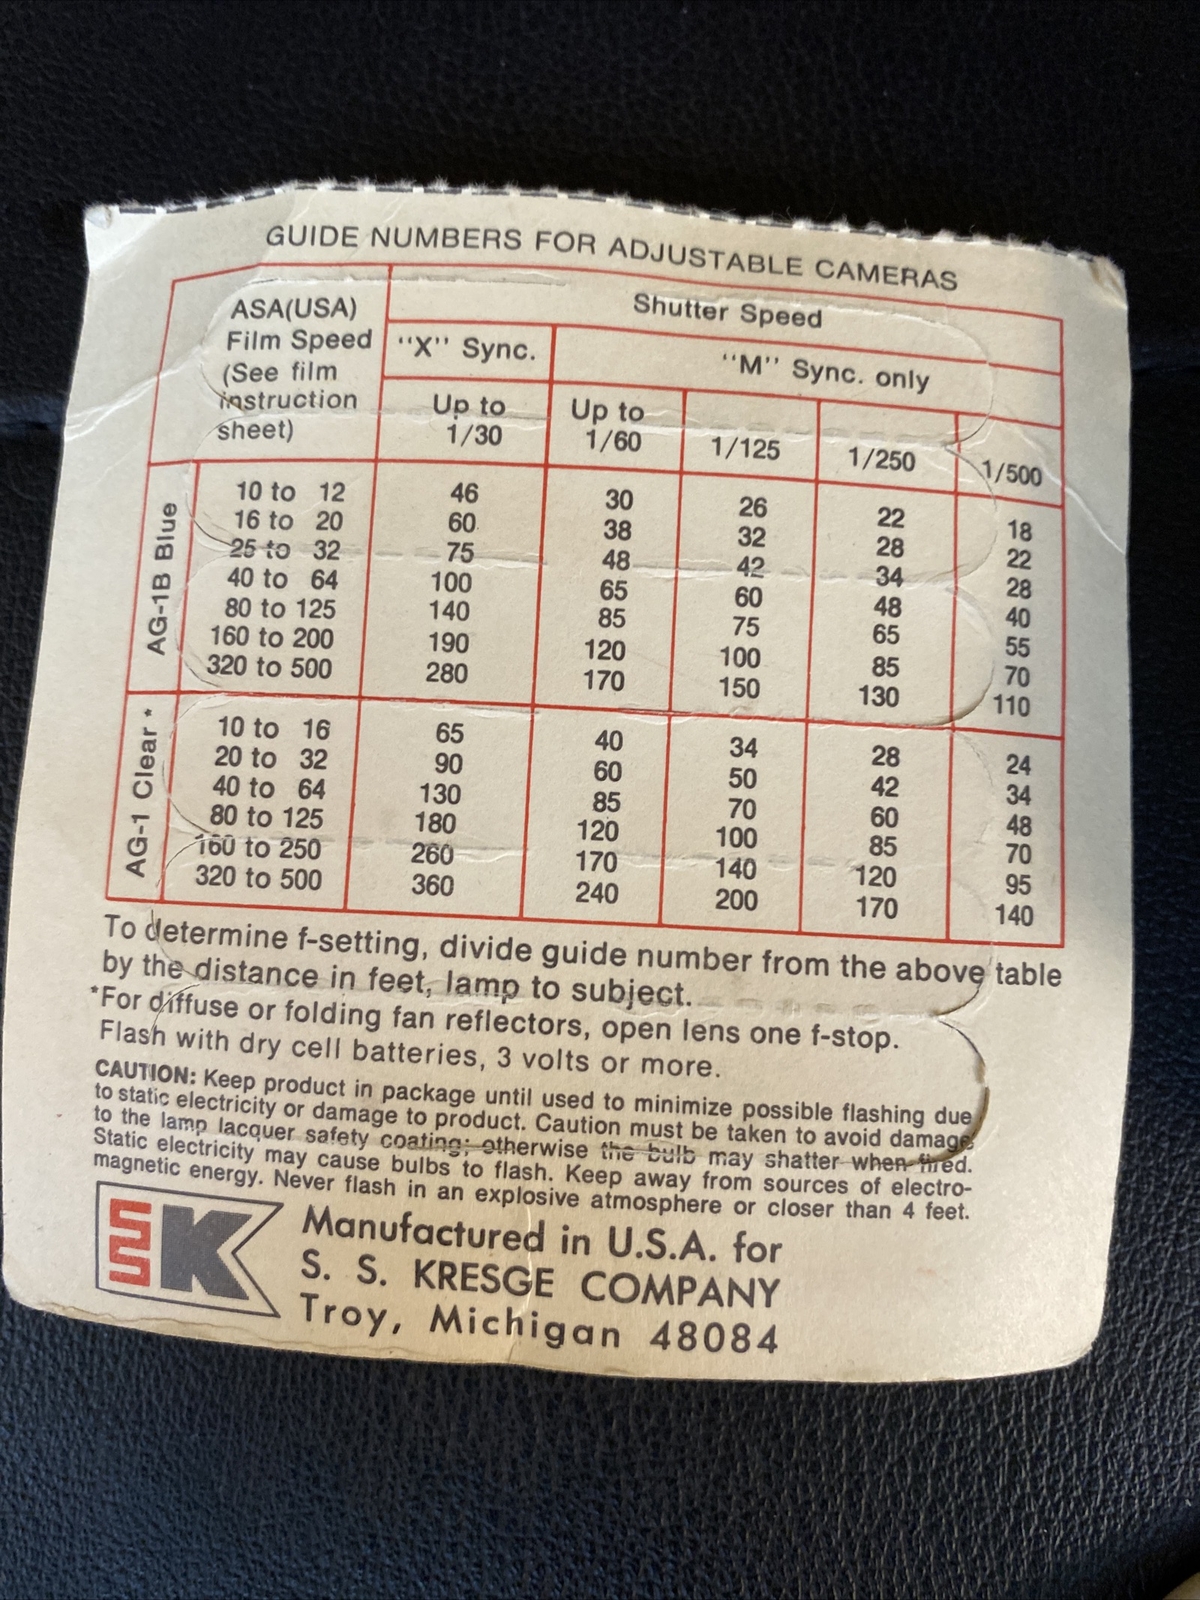 GUIDE NUMBERS FOR ADJUSTABLE CAMERAS
ASA(USA)
Film Speed
(See film
instruction
sheet)
Shutter Speed
"X" Sync.
"M" Sync. only
Up to
1/30
Up to
1/60
1/125
1/250
1/500
AG-1B Blue
10 to 12 46 30 26 22 18
16 to 20 60 38 32 28 22
25 to 32 75 48 42 34 28
40 to 64 100 65 60 48 40
80 to 125 140 85 75 65 55
160 to 200 190 120 100 85 70
320 to 500 280 170 150 130 110
AG-1 Clear *
10 to 16 65 40 34 28 24
20 to 32 90 60 50 42 34
40 to 64 130 85 70 60 48
80 to 125 180 120 100 85 70
160 to 250 260 170 140 120 95
320 to 500 360 240 200 170 140
To determine f-setting, divide guide number from the above table
by the distance in feet, lamp to subject.
*For diffuse or folding fan reflectors, open lens one f-stop.
Flash with dry cell batteries, 3 volts or more.
CAUTION: Keep product in package until used to minimize possible flashing due
to static electricity or damage to product. Caution must be taken to avoid damage
to the lamp lacquer safety coating; otherwise the bulb may shatter when fired.
Static electricity may cause bulbs to flash. Keep away from sources of electro-
magnetic energy. Never flash in an explosive atmosphere or closer than 4 feet.
SSK
Manufactured in U.S.A. for
S. S. KRESGE COMPANY
Troy, Michigan 48084